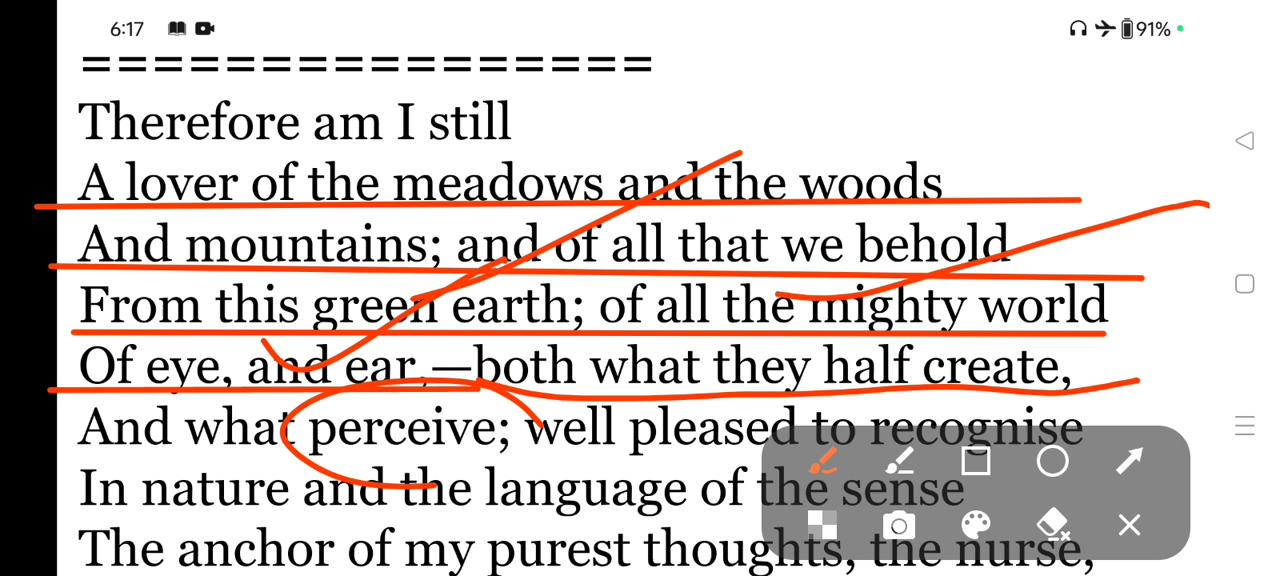 6:17 91%
=================
Therefore am I still
A lover of the meadows and the woods
And mountains; and of all that we behold
From this green earth; of all the mighty world
Of eye, and ear,—both what they half create,
And what perceive; well pleased to recognise
In nature and the language of the sense
The anchor of my purest thoughts, the nurse,